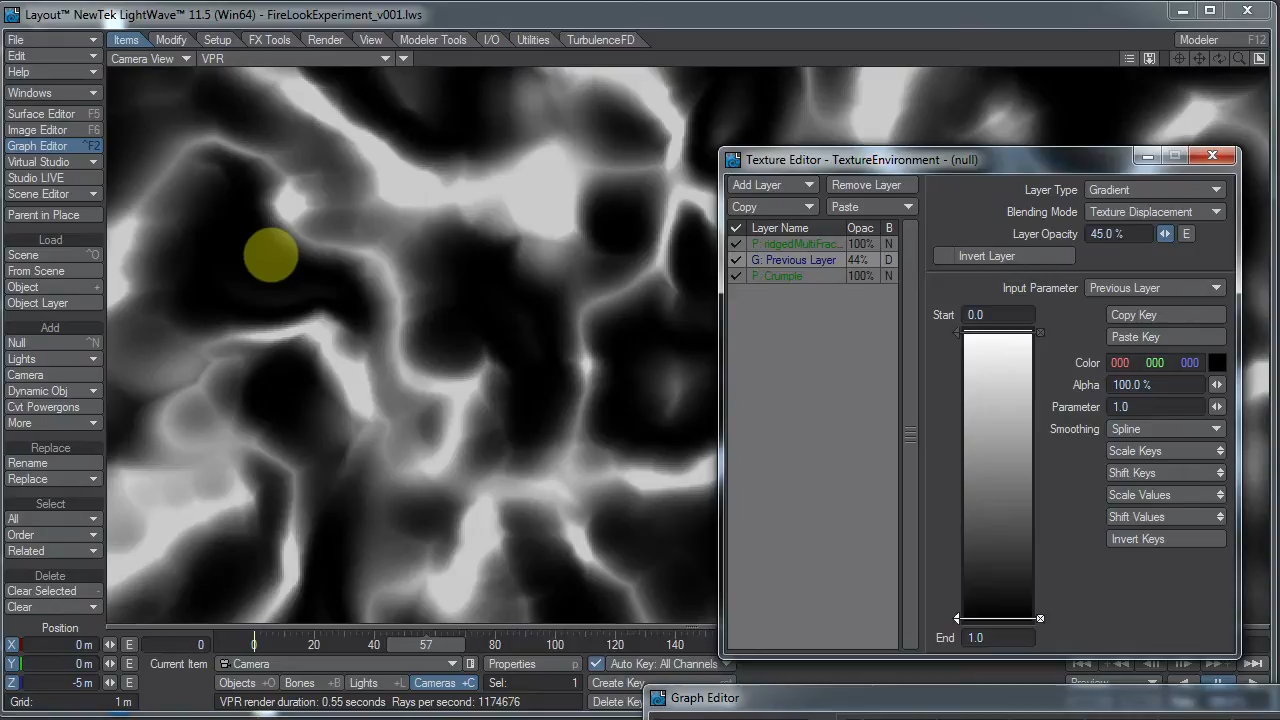 Layout™ NewTek LightWave™ 11.5 (Win64) - FireLookExperiment_v001.lws
File Items Modify Setup FX Tools Render View Modeler Tools I/O Utilities TurbulenceFD Modeler F12
Edit Camera View VPR
Help
Windows
Surface Editor F5
Image Editor F6
Graph Editor ^F2
Virtual Studio
Studio LIVE
Scene Editor
Parent in Place
Load
Scene ^O
From Scene
Object +
Object Layer
Add
Null ^N
Lights
Camera
Dynamic Obj
Cvt Powergons
More
Replace
Rename
Replace
Select
All
Order
Related
Delete
Clear Selected -
Clear
Position
X 0 m E 0
Y 0 m E
Z -5 m E
Grid: 1 m
0 20 40 57 80 100 120 140
Current Item Camera Properties p Auto Key: All Channels
Objects +O Bones +B Lights +L Cameras +C Sel: 1 Create Key
VPR render duration: 0.55 seconds Rays per second: 1174676 Delete Key
Preview
Texture Editor - TextureEnvironment - (null)
Add Layer Remove Layer
Copy Paste
Layer Name Opac B
P: ridgedMultiFrac... 100% N
G: Previous Layer 44% D
P: Crumple 100% N
Layer Type Gradient
Blending Mode Texture Displacement
Layer Opacity 45.0 % E
Invert Layer
Input Parameter Previous Layer
Start 0.0 Copy Key
Paste Key
Color 000 000 000
Alpha 100.0 %
Parameter 1.0
Smoothing Spline
Scale Keys
Shift Keys
Scale Values
Shift Values
Invert Keys
End 1.0
Graph Editor